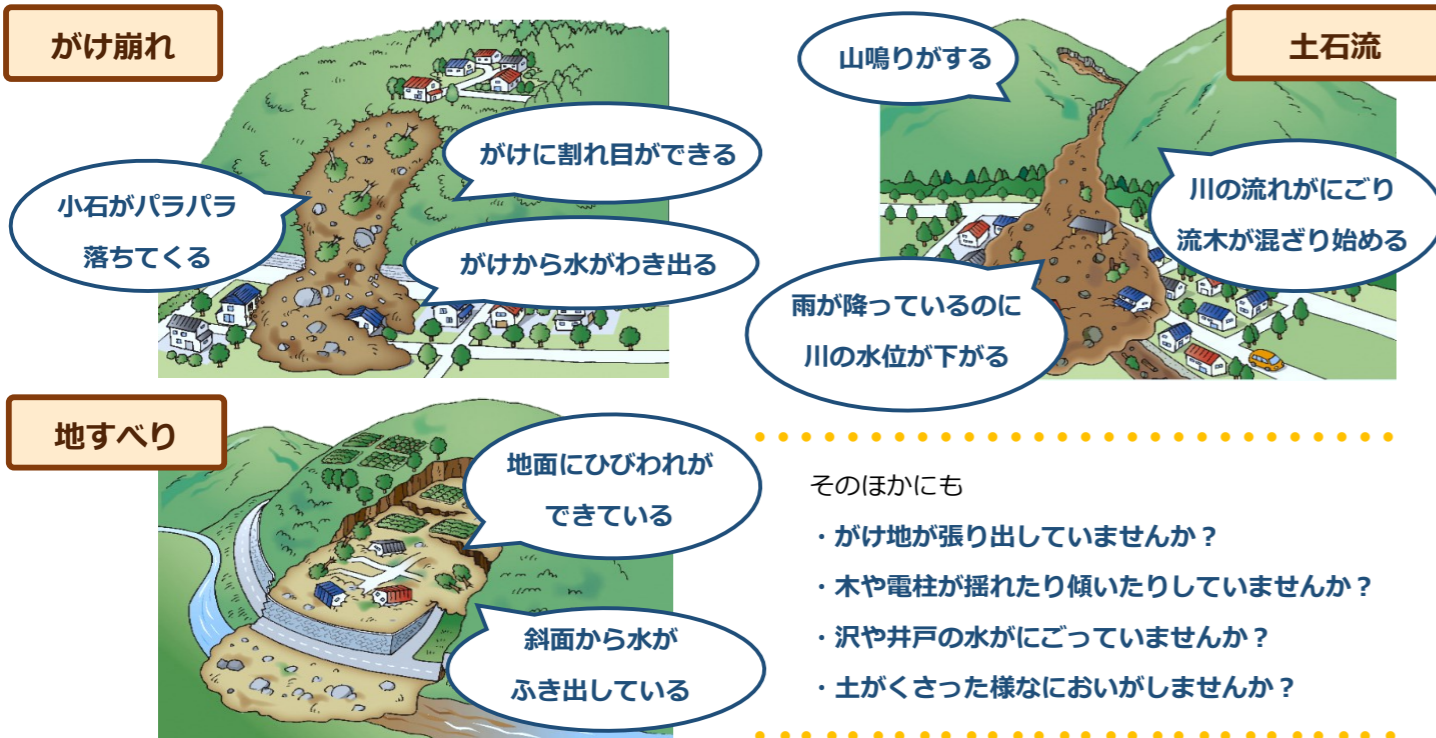 がけ崩れ
小石がパラパラ
落ちてくる
がけに割れ目ができる
がけから水がわき出る
土石流
山鳴りがする
川の流れがにごり
流木が混ざり始める
雨が降っているのに
川の水位が下がる
地すべり
地面にひびわれが
できている
斜面から水が
ふき出している
そのほかにも
・がけ地が張り出していませんか？
・木や電柱が揺れたり傾いたりしていませんか？
・沢や井戸の水がにごっていませんか？
・土がくさった様なにおいがしませんか？